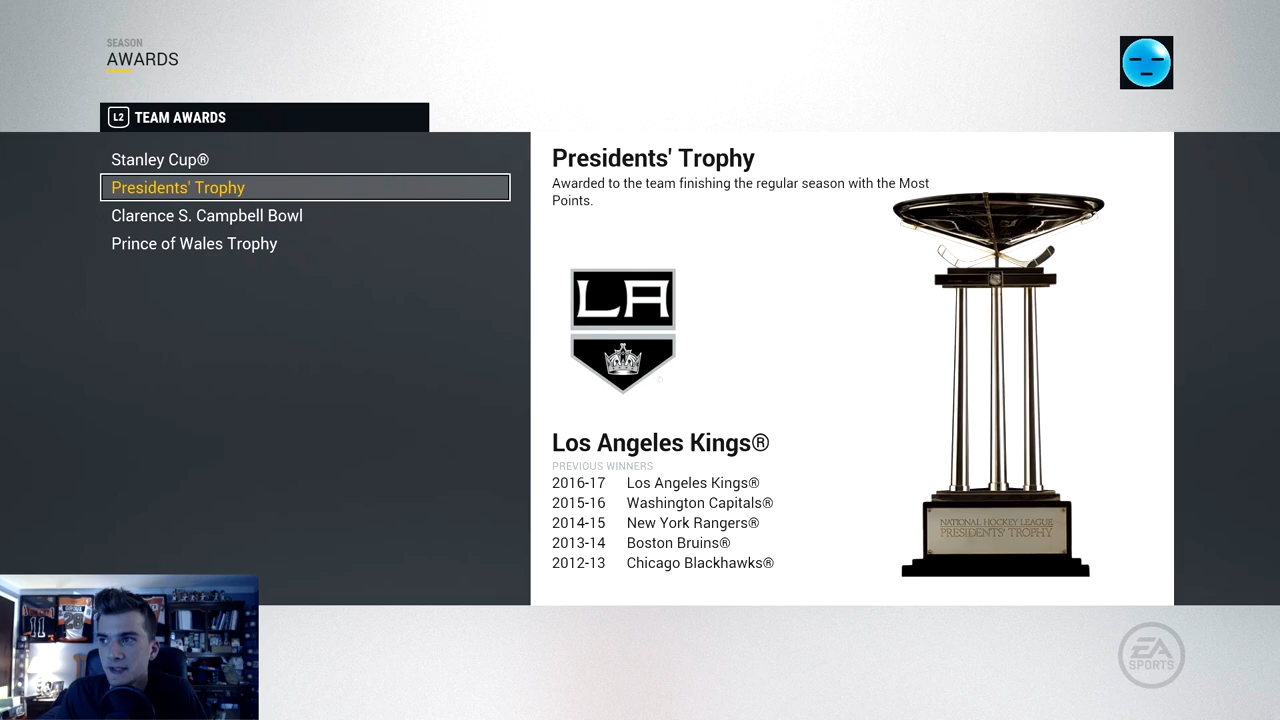 SEASON
AWARDS
L2 TEAM AWARDS
Stanley Cup®
Presidents' Trophy
Clarence S. Campbell Bowl
Prince of Wales Trophy
Presidents' Trophy
Awarded to the team finishing the regular season with the Most
Points.
LA
Los Angeles Kings®
PREVIOUS WINNERS
2016-17 Los Angeles Kings®
2015-16 Washington Capitals®
2014-15 New York Rangers®
2013-14 Boston Bruins®
2012-13 Chicago Blackhawks®
NATIONAL HOCKEY LEAGUE
PRESIDENTS' TROPHY
11
28
EA
SPORTS